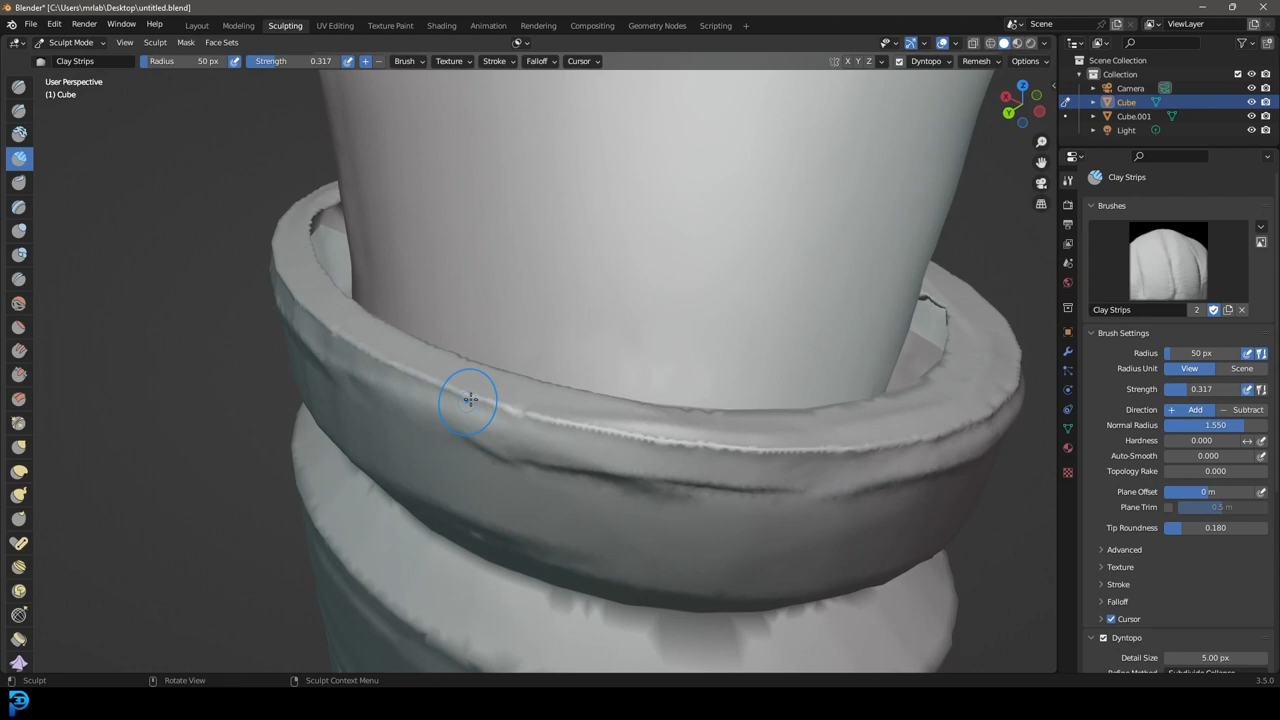 Blender* [C:\Users\mrlab\Desktop\untitled.blend]
File Edit Render Window Help Layout Modeling Sculpting UV Editing Texture Paint Shading Animation Rendering Compositing Geometry Nodes Scripting + Scene ViewLayer
Sculpt Mode View Sculpt Mask Face Sets
Clay Strips Radius 50 px Strength 0.317 Brush Texture Stroke Falloff Cursor X Y Z Dyntopo Remesh Options
User Perspective
(1) Cube
X
Y
Z
Scene Collection
Collection
Camera
Cube
Cube.001
Light
Clay Strips
Brushes
Clay Strips 2
Brush Settings
Radius 50 px
Radius Unit View Scene
Strength 0.317
Direction + Add − Subtract
Normal Radius 1.550
Hardness 0.000
Auto-Smooth 0.000
Topology Rake 0.000
Plane Offset 0 m
Plane Trim 0.5 m
Tip Roundness 0.180
Advanced
Texture
Stroke
Falloff
Cursor
Dyntopo
Detail Size 5.00 px
Refine Method Subdivide Collapse
Sculpt Rotate View Sculpt Context Menu 3.5.0